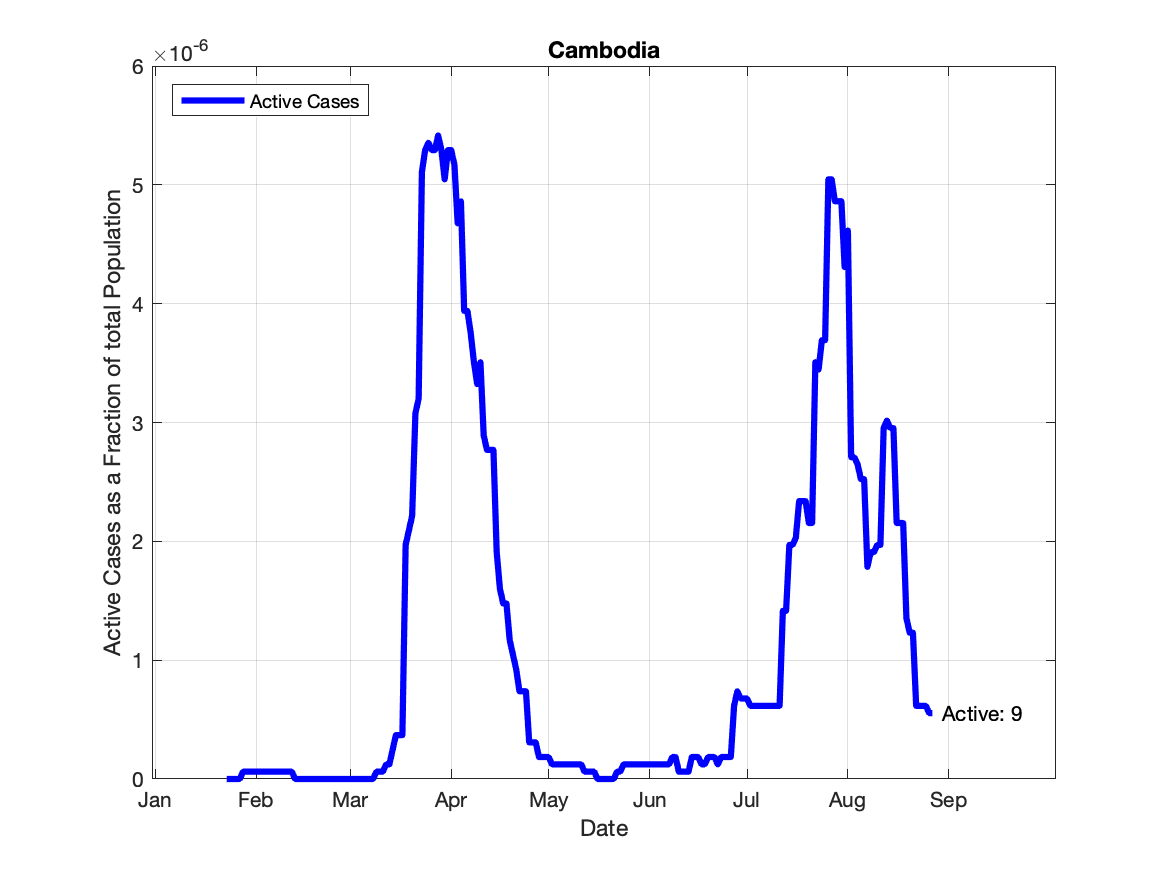 Cambodia
×10⁻⁶
6
5
4
3
2
1
0
Active Cases
Active Cases as a Fraction of total Population
Active: 9
Jan Feb Mar Apr May Jun Jul Aug Sep
Date